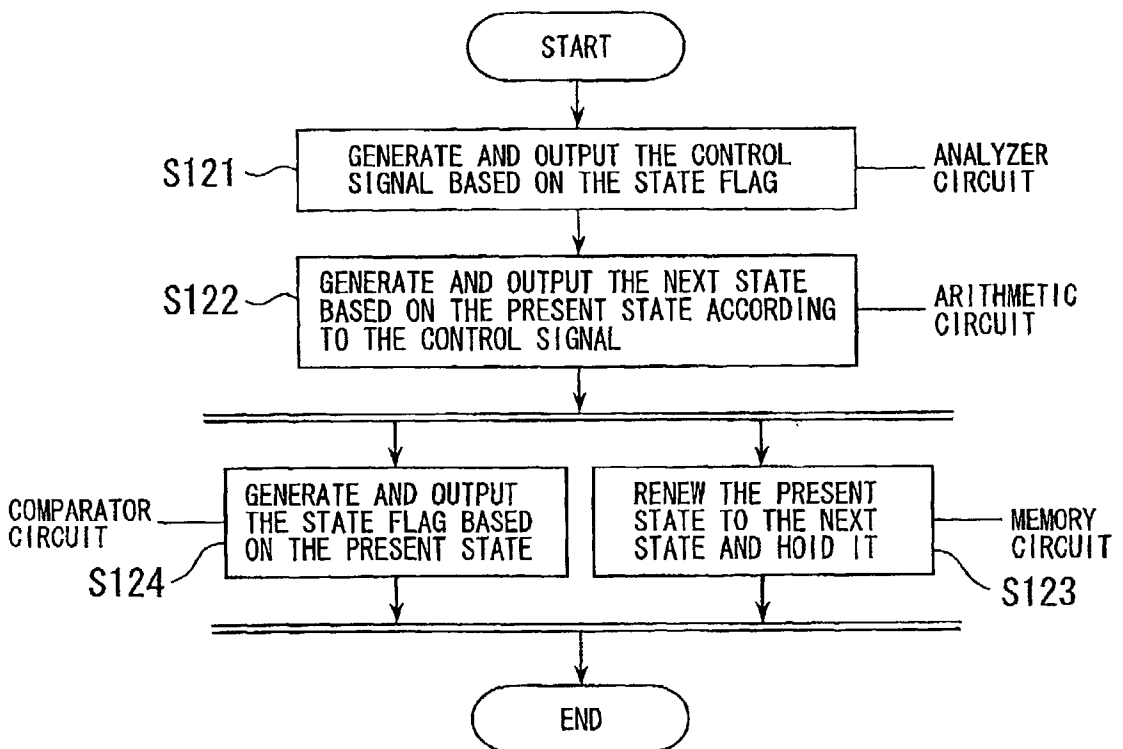 START
S121
GENERATE AND OUTPUT THE CONTROL
SIGNAL BASED ON THE STATE FLAG
ANALYZER
CIRCUIT
S122
GENERATE AND OUTPUT THE NEXT STATE
BASED ON THE PRESENT STATE ACCORDING
TO THE CONTROL SIGNAL
ARITHMETIC
CIRCUIT
COMPARATOR
CIRCUIT
S124
GENERATE AND OUTPUT
THE STATE FLAG BASED
ON THE PRESENT STATE
RENEW THE PRESENT
STATE TO THE NEXT
STATE AND HOID IT
MEMORY
CIRCUIT
S123
END